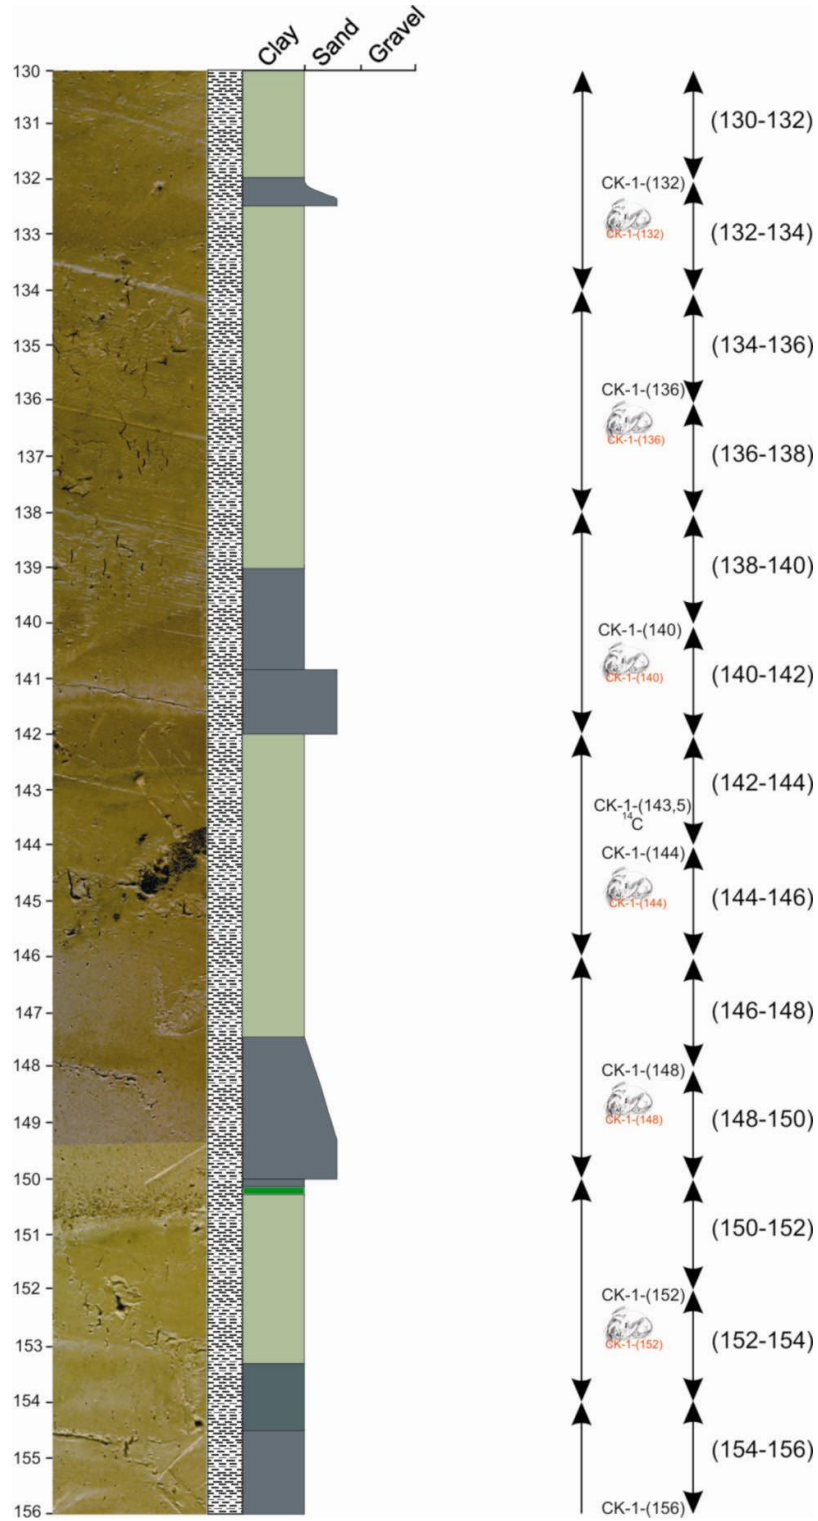 Clay Sand Gravel
130
131
132
133
134
135
136
137
138
139
140
141
142
143
144
145
146
147
148
149
150
151
152
153
154
155
156
CK-1-(132)
CK-1-(132)
CK-1-(136)
CK-1-(136)
CK-1-(140)
CK-1-(140)
CK-1-(143,5)
14C
CK-1-(144)
CK-1-(144)
CK-1-(148)
CK-1-(148)
CK-1-(152)
CK-1-(152)
CK-1-(156)
(130-132)
(132-134)
(134-136)
(136-138)
(138-140)
(140-142)
(142-144)
(144-146)
(146-148)
(148-150)
(150-152)
(152-154)
(154-156)